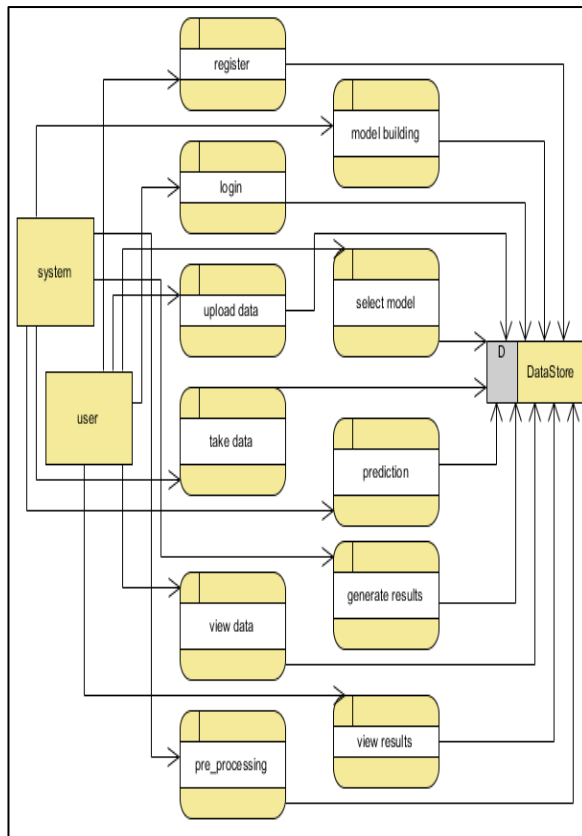 register
model building
login
system
upload data
select model
D
DataStore
user
take data
prediction
generate results
view data
view results
pre_processing